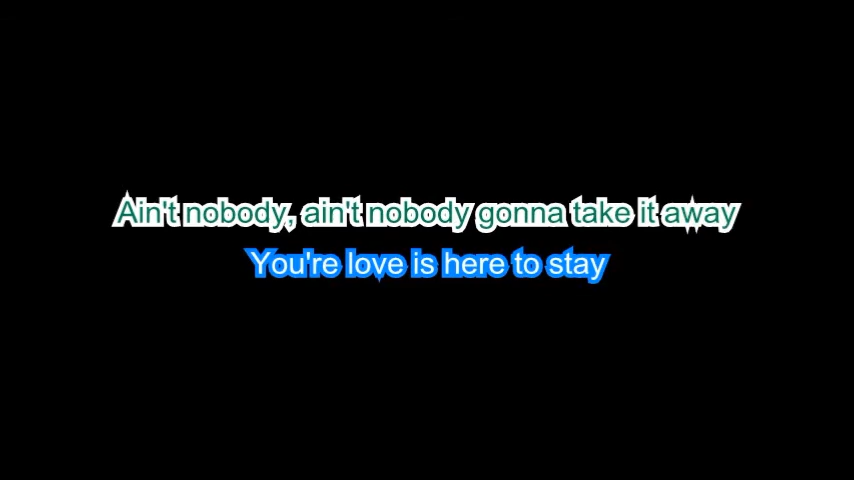 Ain't nobody, ain't nobody gonna take it away
You're love is here to stay